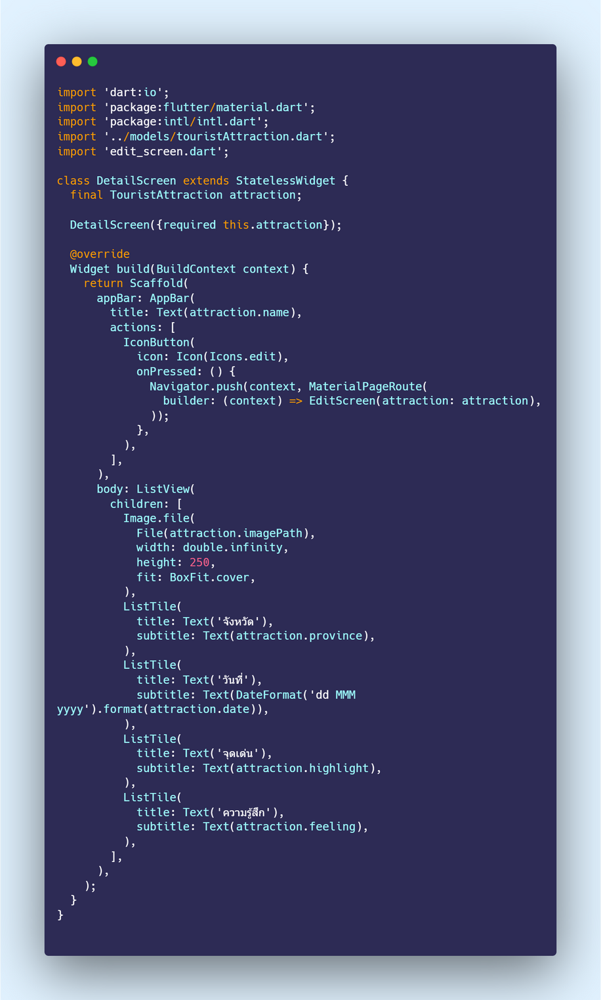 import 'dart:io';
import 'package:flutter/material.dart';
import 'package:intl/intl.dart';
import '../models/touristAttraction.dart';
import 'edit_screen.dart';

class DetailScreen extends StatelessWidget {
  final TouristAttraction attraction;

  DetailScreen({required this.attraction});

  @override
  Widget build(BuildContext context) {
    return Scaffold(
      appBar: AppBar(
        title: Text(attraction.name),
        actions: [
          IconButton(
            icon: Icon(Icons.edit),
            onPressed: () {
              Navigator.push(context, MaterialPageRoute(
                builder: (context) => EditScreen(attraction: attraction),
              ));
            },
          ),
        ],
      ),
      body: ListView(
        children: [
          Image.file(
            File(attraction.imagePath),
            width: double.infinity,
            height: 250,
            fit: BoxFit.cover,
          ),
          ListTile(
            title: Text('จังหวัด'),
            subtitle: Text(attraction.province),
          ),
          ListTile(
            title: Text('วันที่'),
            subtitle: Text(DateFormat('dd MMM
yyyy').format(attraction.date)),
          ),
          ListTile(
            title: Text('จุดเด่น'),
            subtitle: Text(attraction.highlight),
          ),
          ListTile(
            title: Text('ความรู้สึก'),
            subtitle: Text(attraction.feeling),
          ),
        ],
      ),
    );
  }
}